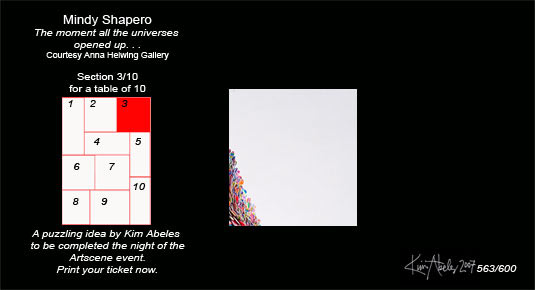 Mindy Shapero
The moment all the universes
opened up. . .
Courtesy Anna Helwing Gallery
Section 3/10
for a table of 10
1 2 3
4 5
6 7
10
8 9
A puzzling idea by Kim Abeles
to be completed the night of the
Artscene event.
Print your ticket now.
Kim Abeles 2007 563/600